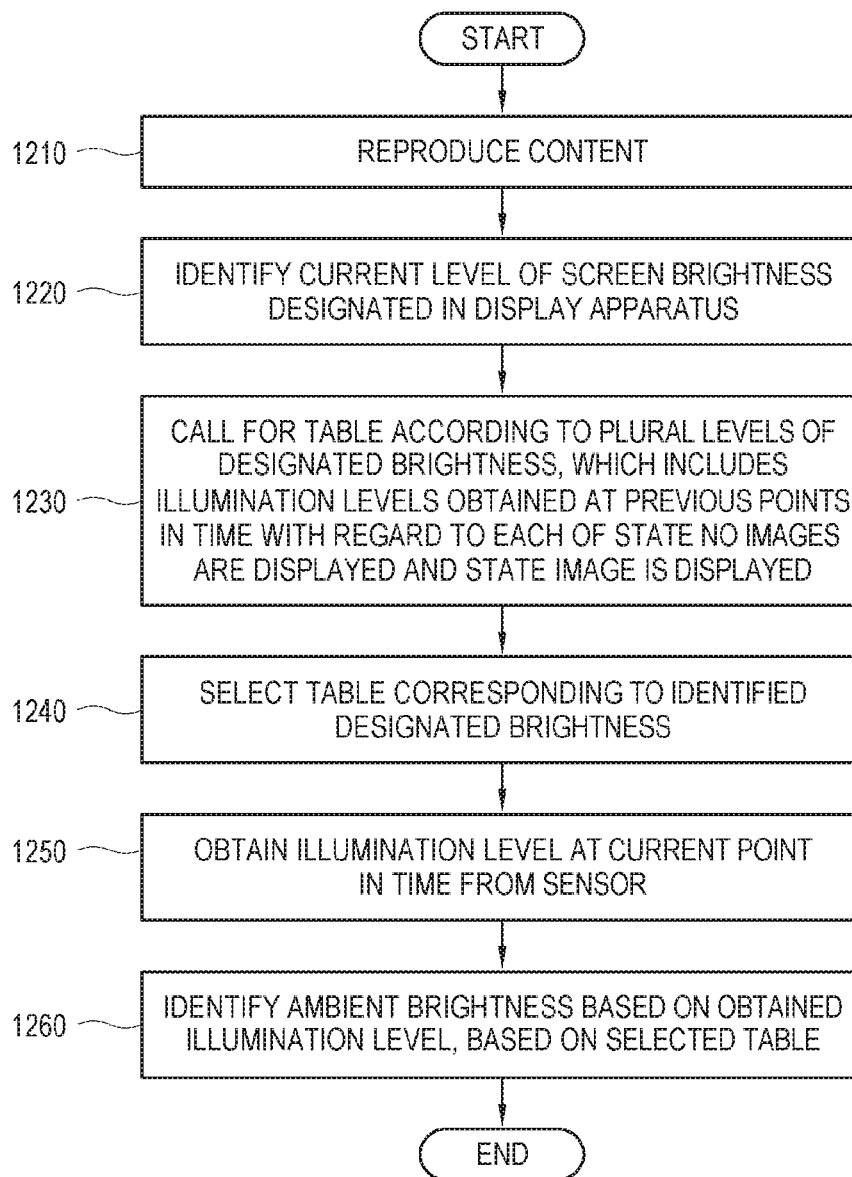 START
1210
REPRODUCE CONTENT
1220
IDENTIFY CURRENT LEVEL OF SCREEN BRIGHTNESS
DESIGNATED IN DISPLAY APPARATUS
1230
CALL FOR TABLE ACCORDING TO PLURAL LEVELS OF
DESIGNATED BRIGHTNESS, WHICH INCLUDES
ILLUMINATION LEVELS OBTAINED AT PREVIOUS POINTS
IN TIME WITH REGARD TO EACH OF STATE NO IMAGES
ARE DISPLAYED AND STATE IMAGE IS DISPLAYED
1240
SELECT TABLE CORRESPONDING TO IDENTIFIED
DESIGNATED BRIGHTNESS
1250
OBTAIN ILLUMINATION LEVEL AT CURRENT POINT
IN TIME FROM SENSOR
1260
IDENTIFY AMBIENT BRIGHTNESS BASED ON OBTAINED
ILLUMINATION LEVEL, BASED ON SELECTED TABLE
END